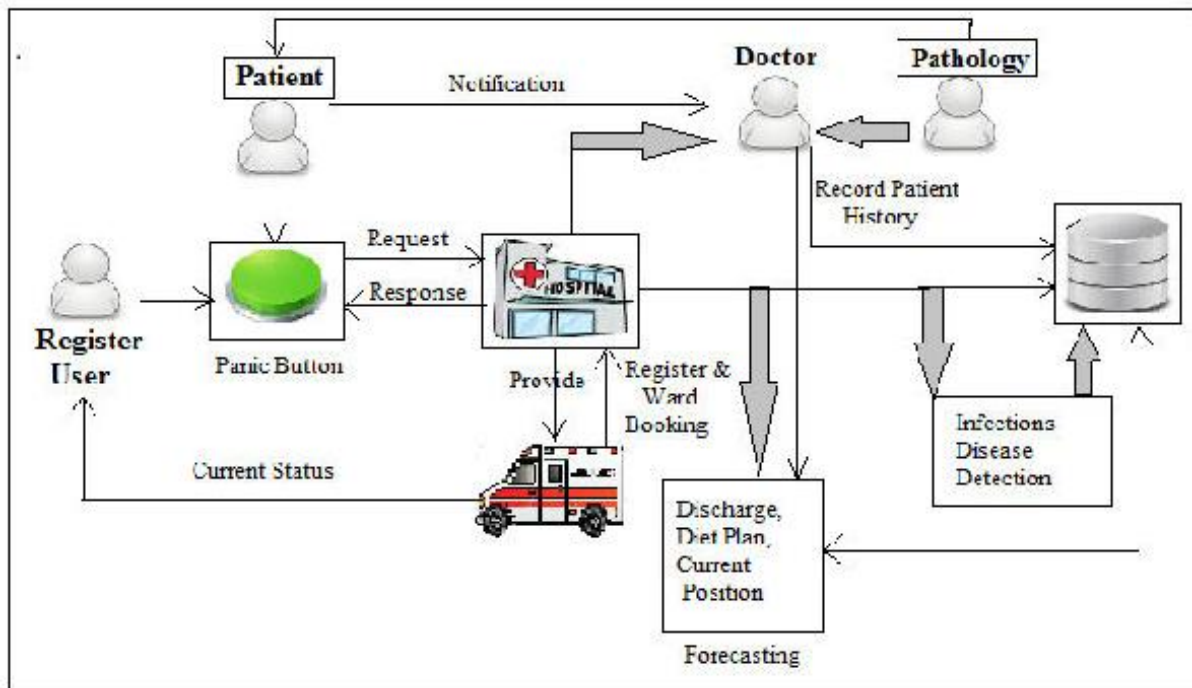 Patient
Doctor
Pathology
Notification
Record Patient
History
Request
Response
HOSPITAL
Register
User
Panic Button
Provide
Register &
Ward
Booking
Current Status
Infections
Disease
Detection
Discharge,
Diet Plan,
Current
Position
Forecasting